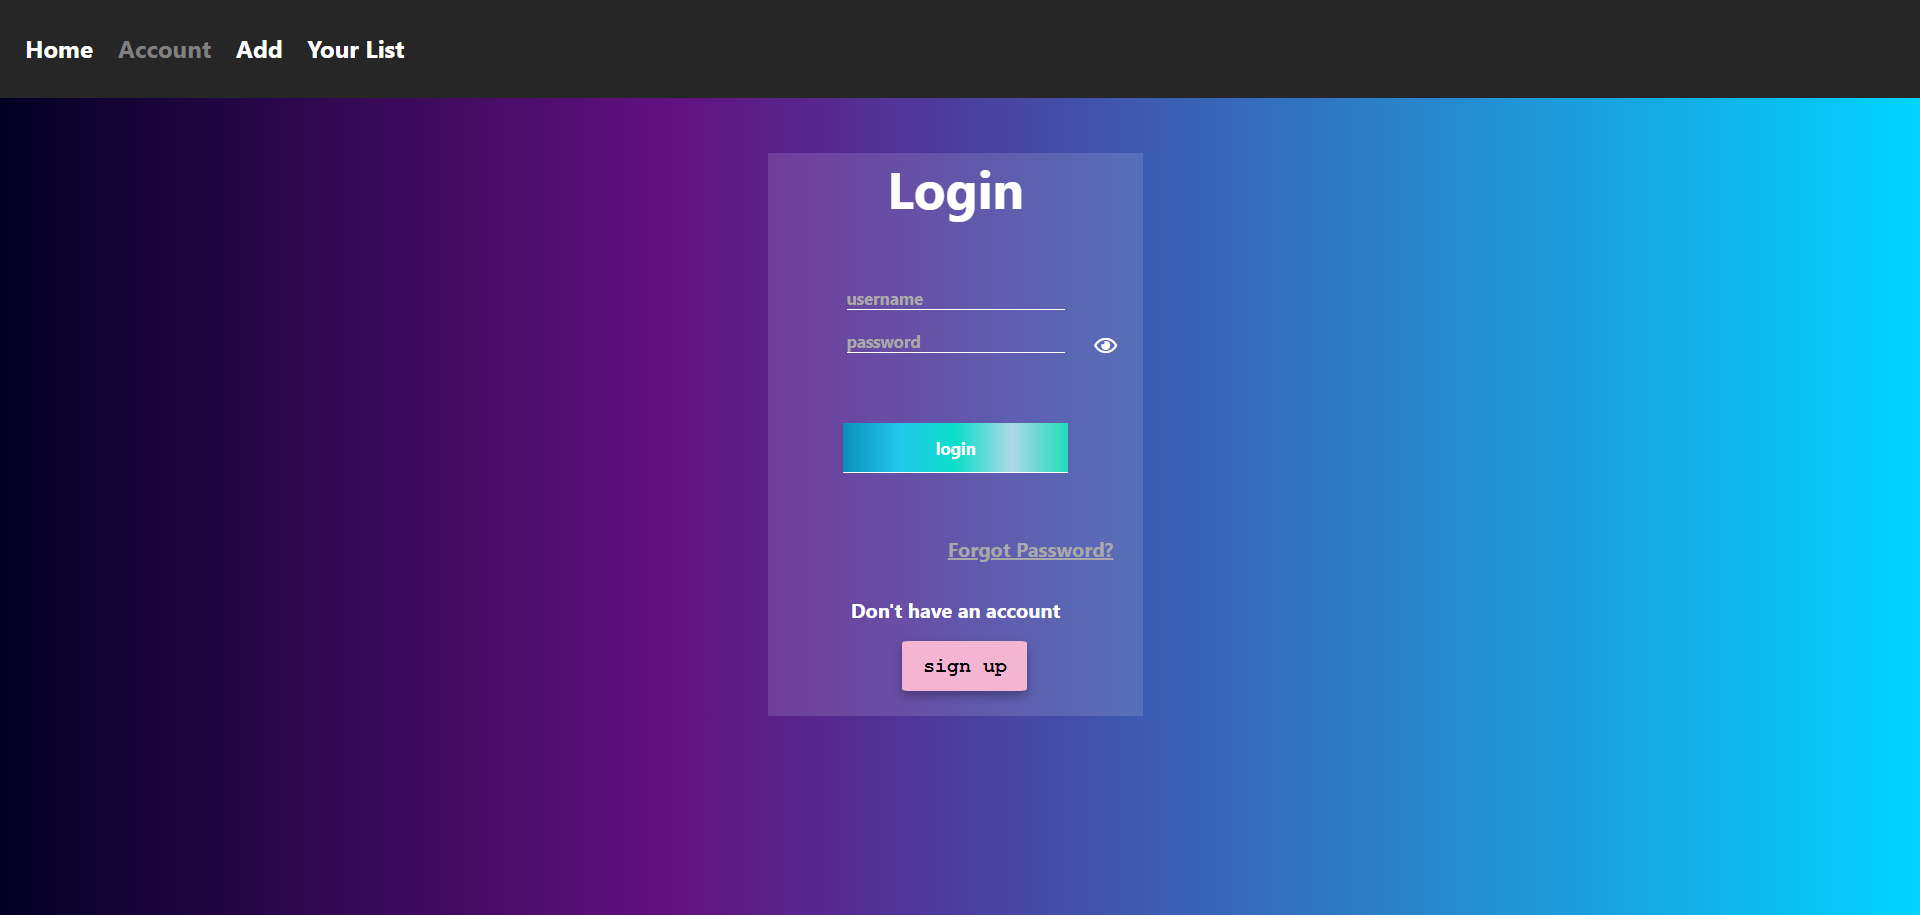 Home Account Add Your List
Login
username
password
login
Forgot Password?
Don't have an account
sign up